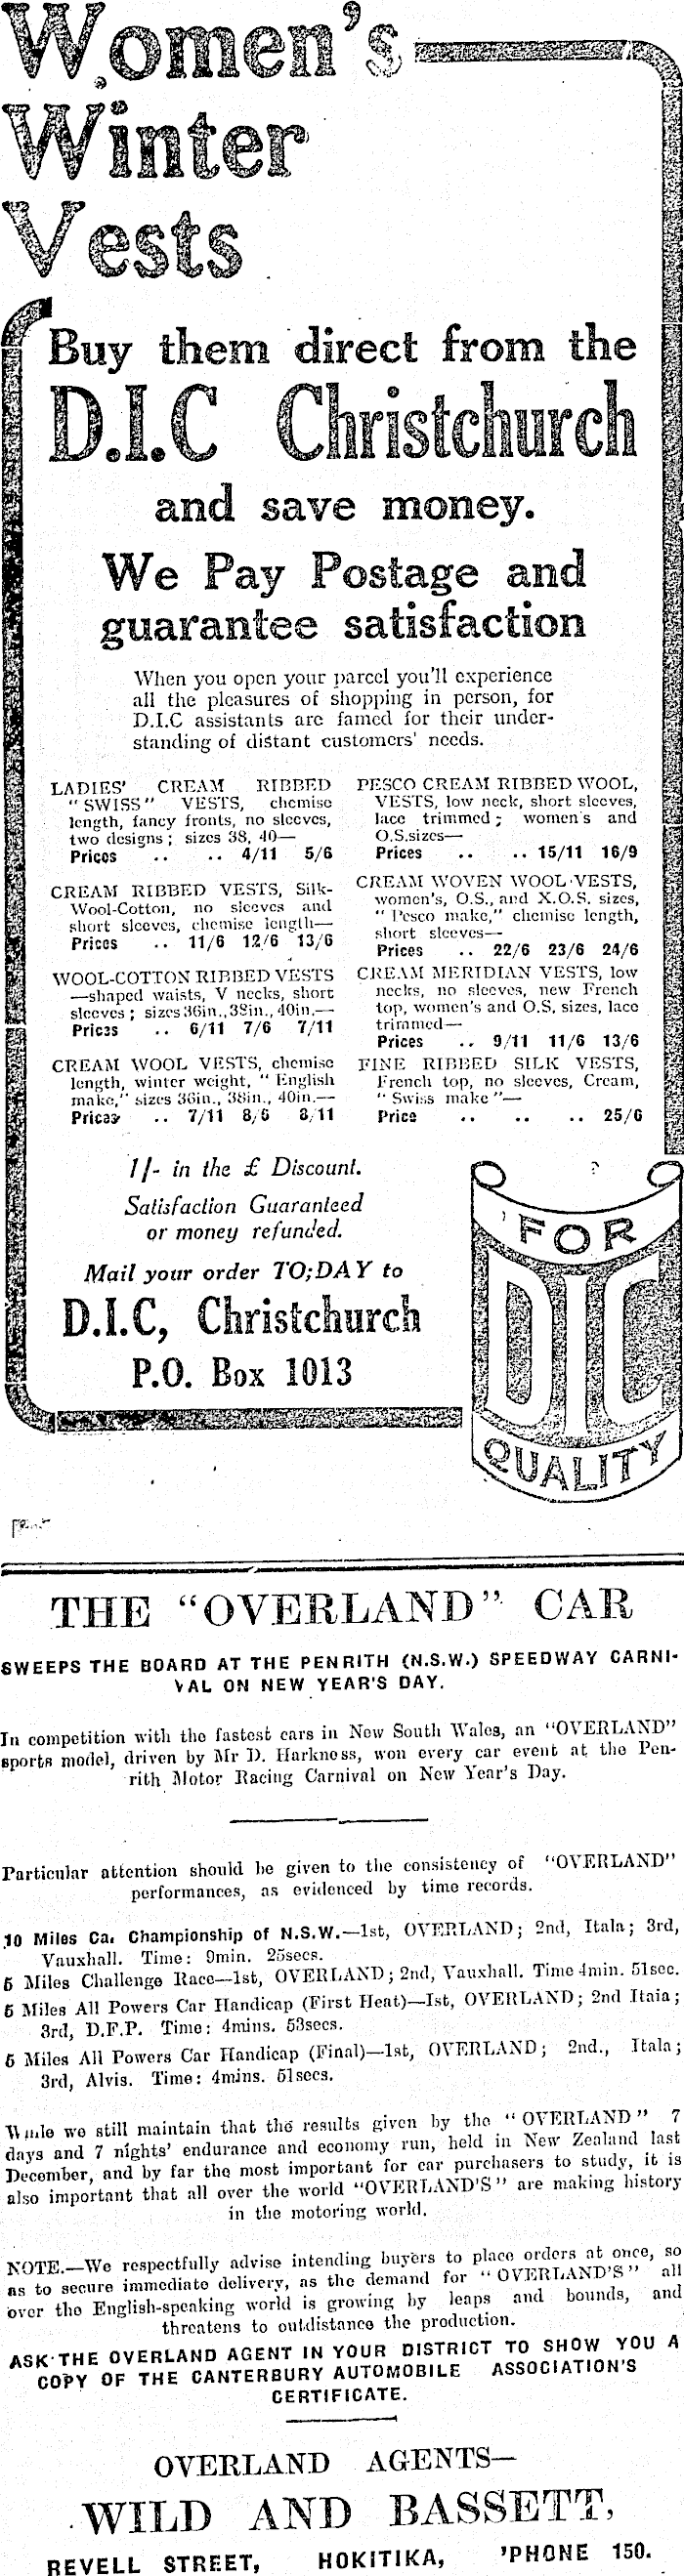 Women's
Winter
Vests
Buy them direct from the
D.I.C Christchurch
and save money.
We Pay Postage and
guarantee satisfaction
When you open your parcel you'll experience
all the pleasures of shopping in person, for
D.I.C assistants are famed for their under-
standing of distant customers' needs.
LADIES' CREAM RIBBED
"SWISS" VESTS, chemise
length, fancy fronts, no sleeves,
two designs; sizes 38, 40—
Prices .. .. 4/11 5/6
CREAM RIBBED VESTS, Silk-
Wool-Cotton, no sleeves and
short sleeves, chemise length—
Prices .. 11/6 12/6 13/6
WOOL-COTTON RIBBED VESTS
—shaped waists, V necks, short
sleeves; sizes 36in., 38in., 40in.—
Prices .. 6/11 7/6 7/11
CREAM WOOL VESTS, chemise
length, winter weight, "English
make," sizes 36in., 38in., 40in.—
Prices .. 7/11 8/6 8/11
PESCO CREAM RIBBED WOOL,
VESTS, low neck, short sleeves,
lace trimmed; women's and
O.S. sizes—
Prices .. .. 15/11 16/9
CREAM WOVEN WOOL VESTS,
women's, O.S., and X.O.S. sizes,
"Pesco make," chemise length,
short sleeves—
Prices .. 22/6 23/6 24/6
CREAM MERIDIAN VESTS, low
necks, no sleeves, new French
top, women's and O.S, sizes, lace
trimmed—
Prices .. 9/11 11/6 13/6
FINE RIBBED SILK VESTS,
French top, no sleeves, Cream,
"Swiss make"—
Price .. .. .. 25/6
1/- in the £ Discount.
Satisfaction Guaranteed
or money refunded.
Mail your order TO;DAY to
D.I.C, Christchurch
P.O. Box 1013
FOR
DIC
QUALITY
THE "OVERLAND" CAR
SWEEPS THE BOARD AT THE PENRITH (N.S.W.) SPEEDWAY CARNI-
VAL ON NEW YEAR'S DAY.
In competition with the fastest cars in New South Wales, an "OVERLAND"
sports model, driven by Mr D. Harkness, won every car event at the Pen-
rith Motor Racing Carnival on New Year's Day.
Particular attention should be given to the consistency of "OVERLAND"
performances, as evidenced by time records.
10 Miles Car Championship of N.S.W.—1st, OVERLAND; 2nd, Itala; 3rd,
Vauxhall. Time: 9min. 25secs.
5 Miles Challenge Race—1st, OVERLAND; 2nd, Vauxhall. Time 4min. 51sec.
5 Miles All Powers Car Handicap (First Heat)—1st, OVERLAND; 2nd Itaia;
3rd, D.F.P. Time: 4mins. 53secs.
5 Miles All Powers Car Handicap (Final)—1st, OVERLAND; 2nd., Itala;
3rd, Alvis. Time: 4mins. 51secs.
While we still maintain that the results given by the "OVERLAND" 7
days and 7 nights' endurance and economy run, held in New Zealand last
December, and by far the most important for car purchasers to study, it is
also important that all over the world "OVERLAND'S" are making history
in the motoring world.
NOTE.—We respectfully advise intending buyers to place orders at once, so
as to secure immediate delivery, as the demand for "OVERLAND'S" all
over the English-speaking world is growing by leaps and bounds, and
threatens to outdistance the production.
ASK THE OVERLAND AGENT IN YOUR DISTRICT TO SHOW YOU A
COPY OF THE CANTERBURY AUTOMOBILE ASSOCIATION'S
CERTIFICATE.
OVERLAND AGENTS—
WILD AND BASSETT,
REVELL STREET, HOKITIKA, 'PHONE 150.